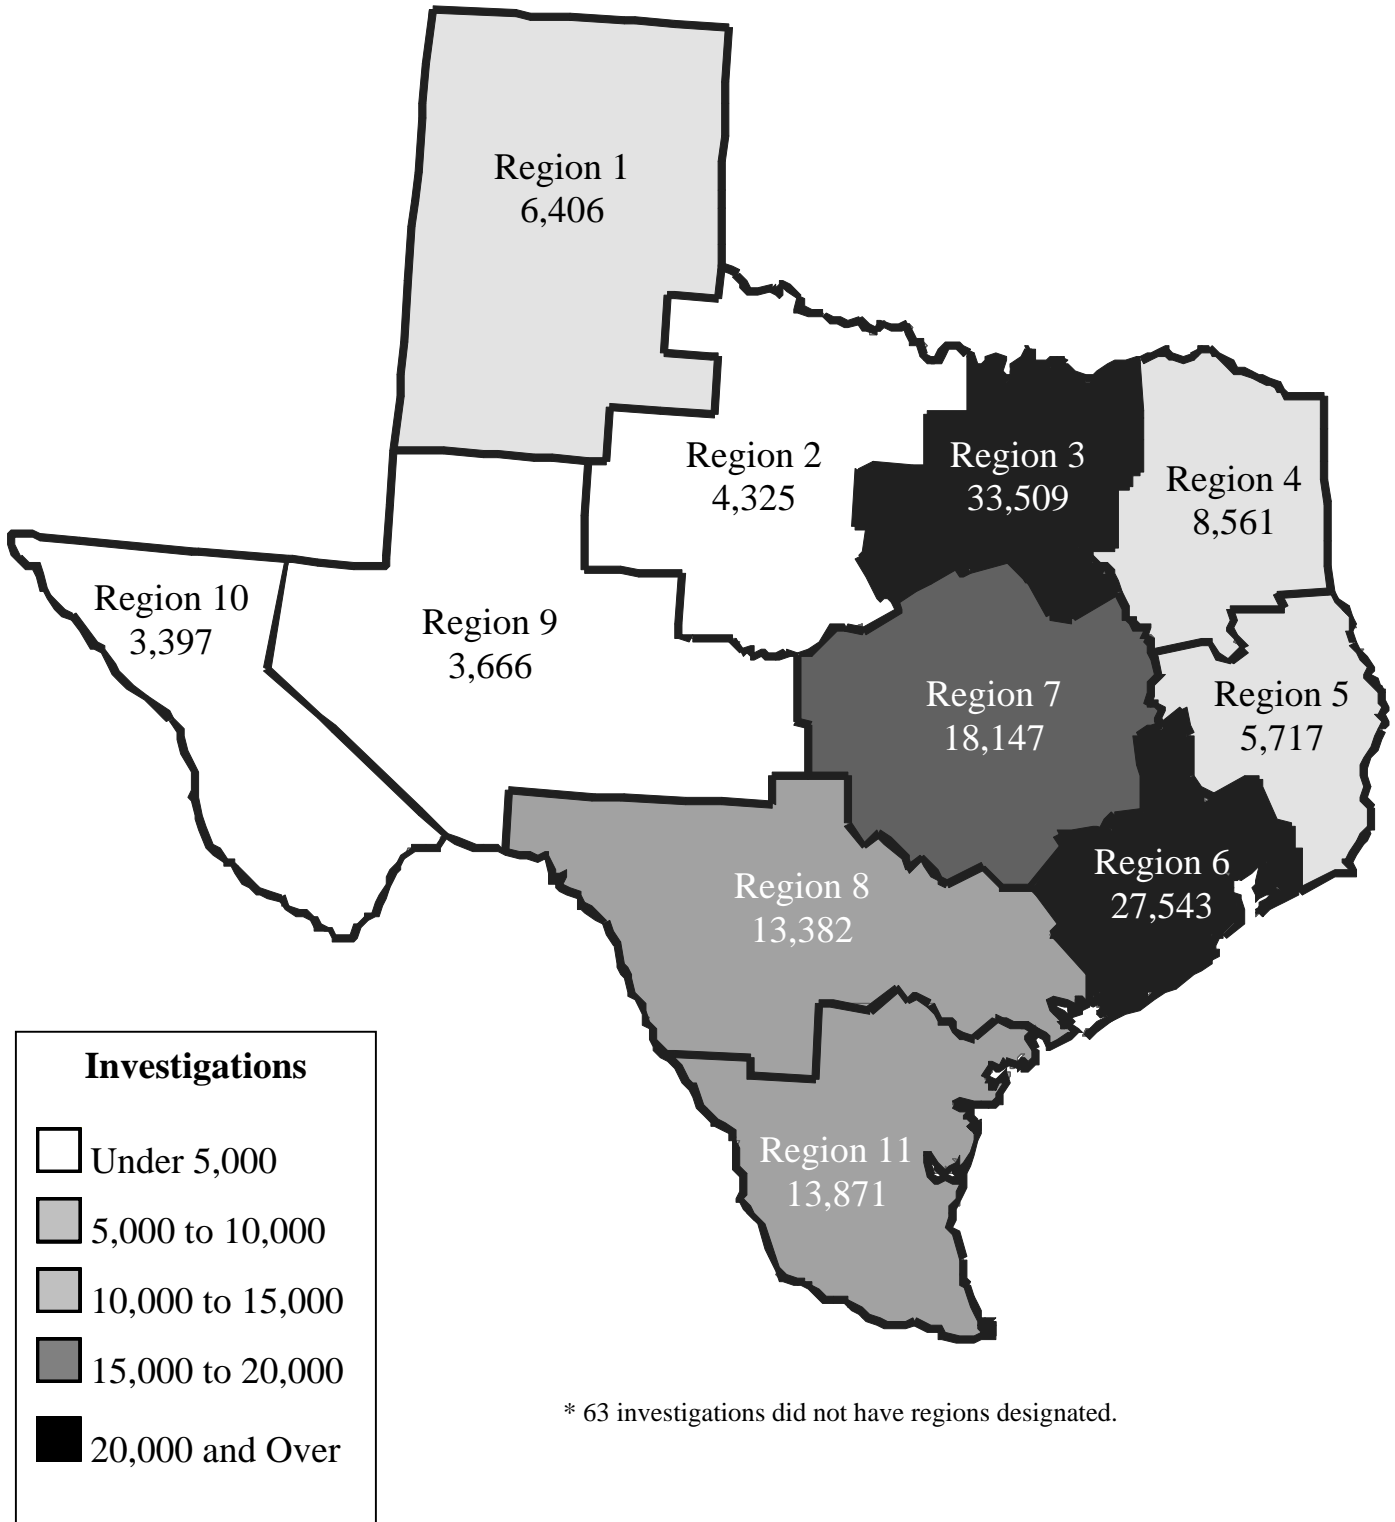 Region 1
6,406
Region 2
4,325
Region 3
33,509
Region 4
8,561
Region 10
3,397
Region 9
3,666
Region 7
18,147
Region 5
5,717
Region 8
13,382
Region 6
27,543
Region 11
13,871
Investigations
Under 5,000
5,000 to 10,000
10,000 to 15,000
15,000 to 20,000
20,000 and Over
* 63 investigations did not have regions designated.